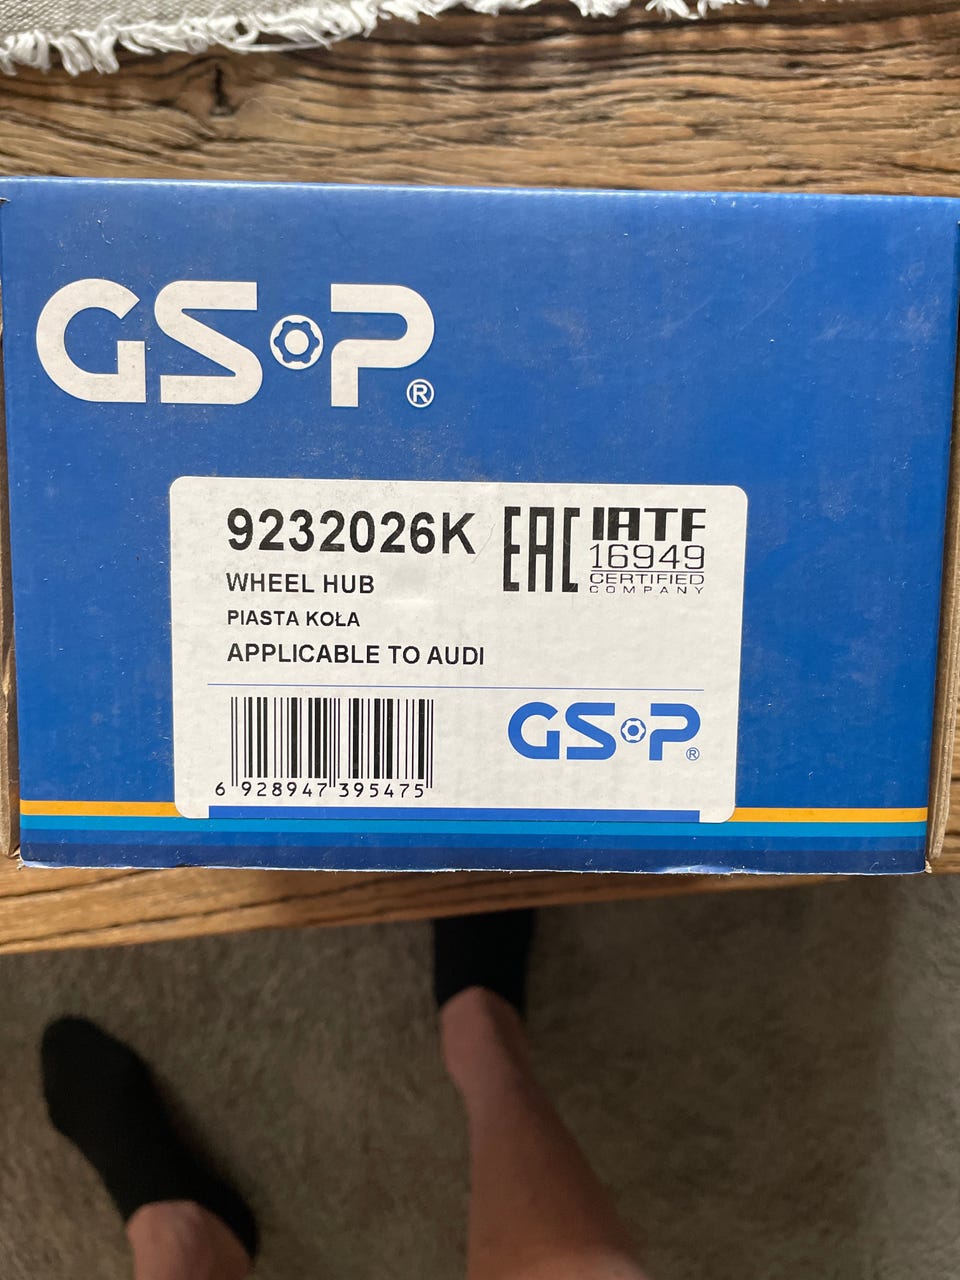 GSP®
9232026K
EAC
IATF
16949
CERTIFIED
COMPANY
WHEEL HUB
PIASTA KOŁA
APPLICABLE TO AUDI
6 928947 395475
GSP®